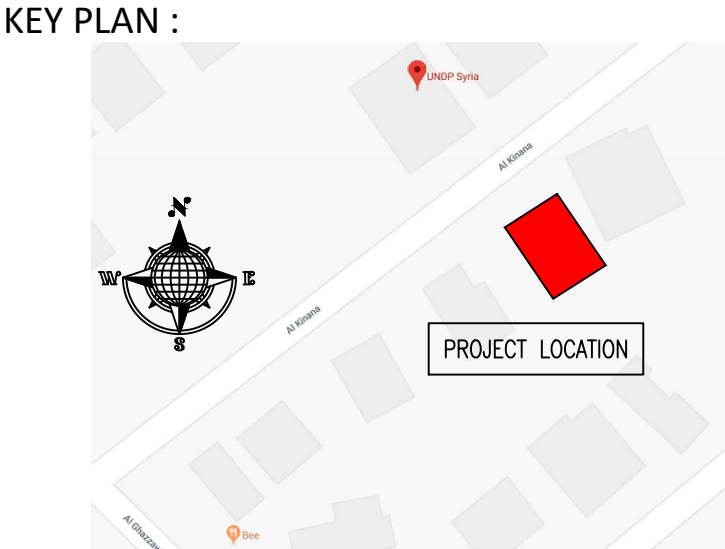 KEY PLAN :
UNDP Syria
Al Kinana
N
W
E
S
Al Kinana
PROJECT LOCATION
Bee